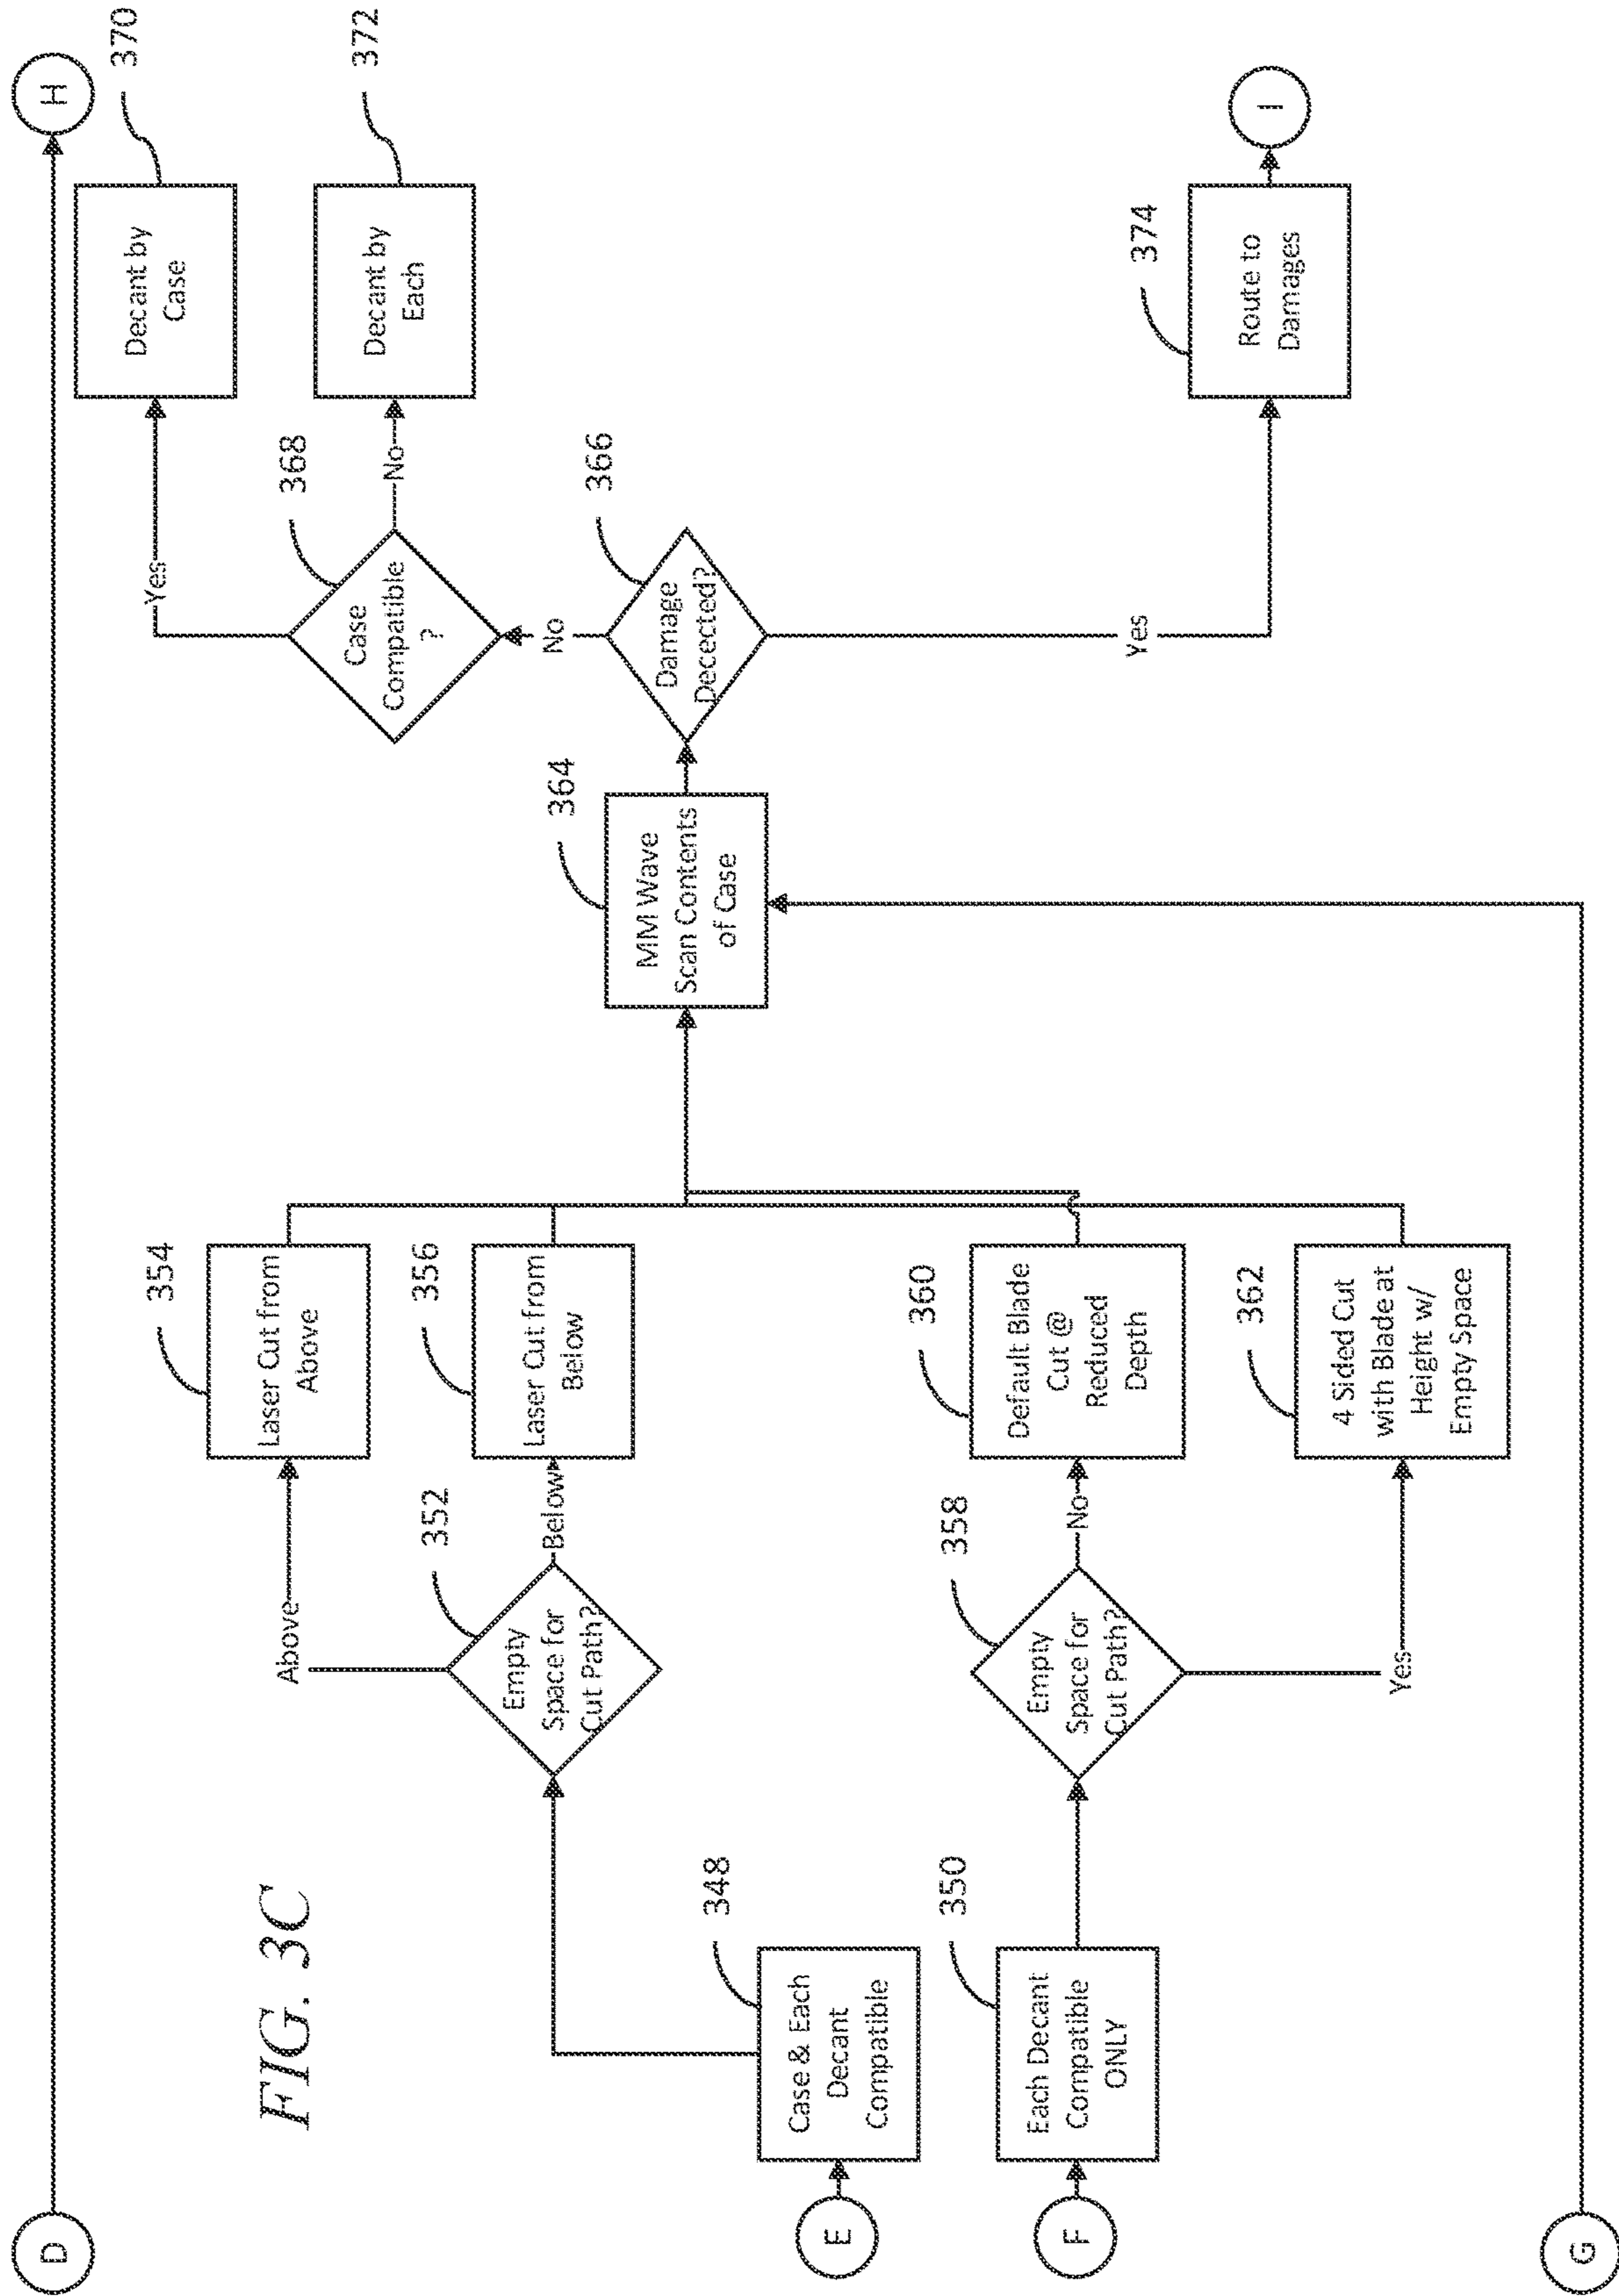 FIG. 3C
D
H
E
F
G
I
348
Case & Each
Decant
Compatible
350
Each Decant
Compatible
ONLY
352
Empty
Space for
Cut Path?
Above
Below
354
Laser Cut from
Above
356
Laser Cut from
Below
358
Empty
Space for
Cut Path?
No
Yes
360
Default Blade
Cut @
Reduced
Depth
362
4 Sided Cut
with Blade at
Height w/
Empty Space
364
MM Wave
Scan Contents
of Case
366
Damage
Decected?
No
Yes
368
Case
Compatible
?
Yes
No
370
Decant by
Case
372
Decant by
Each
374
Route to
Damages